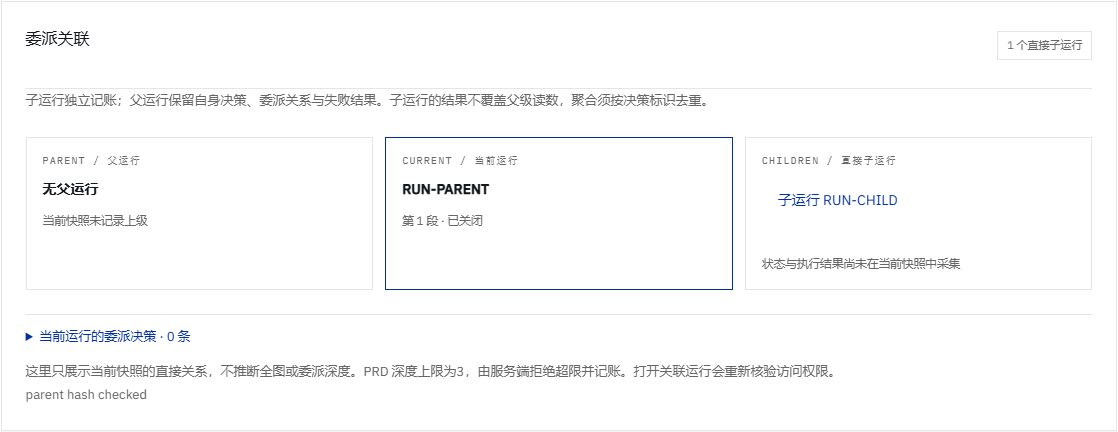 委派关联
1 个直接子运行
子运行独立记账；父运行保留自身决策、委派关系与失败结果。子运行的结果不覆盖父级读数，聚合须按决策标识去重。
PARENT / 父运行
无父运行
当前快照未记录上级
CURRENT / 当前运行
RUN-PARENT
第 1 段 · 已关闭
CHILDREN / 直接子运行
子运行 RUN-CHILD
状态与执行结果尚未在当前快照中采集
▶ 当前运行的委派决策 · 0 条
这里只展示当前快照的直接关系，不推断全图或委派深度。PRD 深度上限为3，由服务端拒绝超限并记账。打开关联运行会重新核验访问权限。
parent hash checked